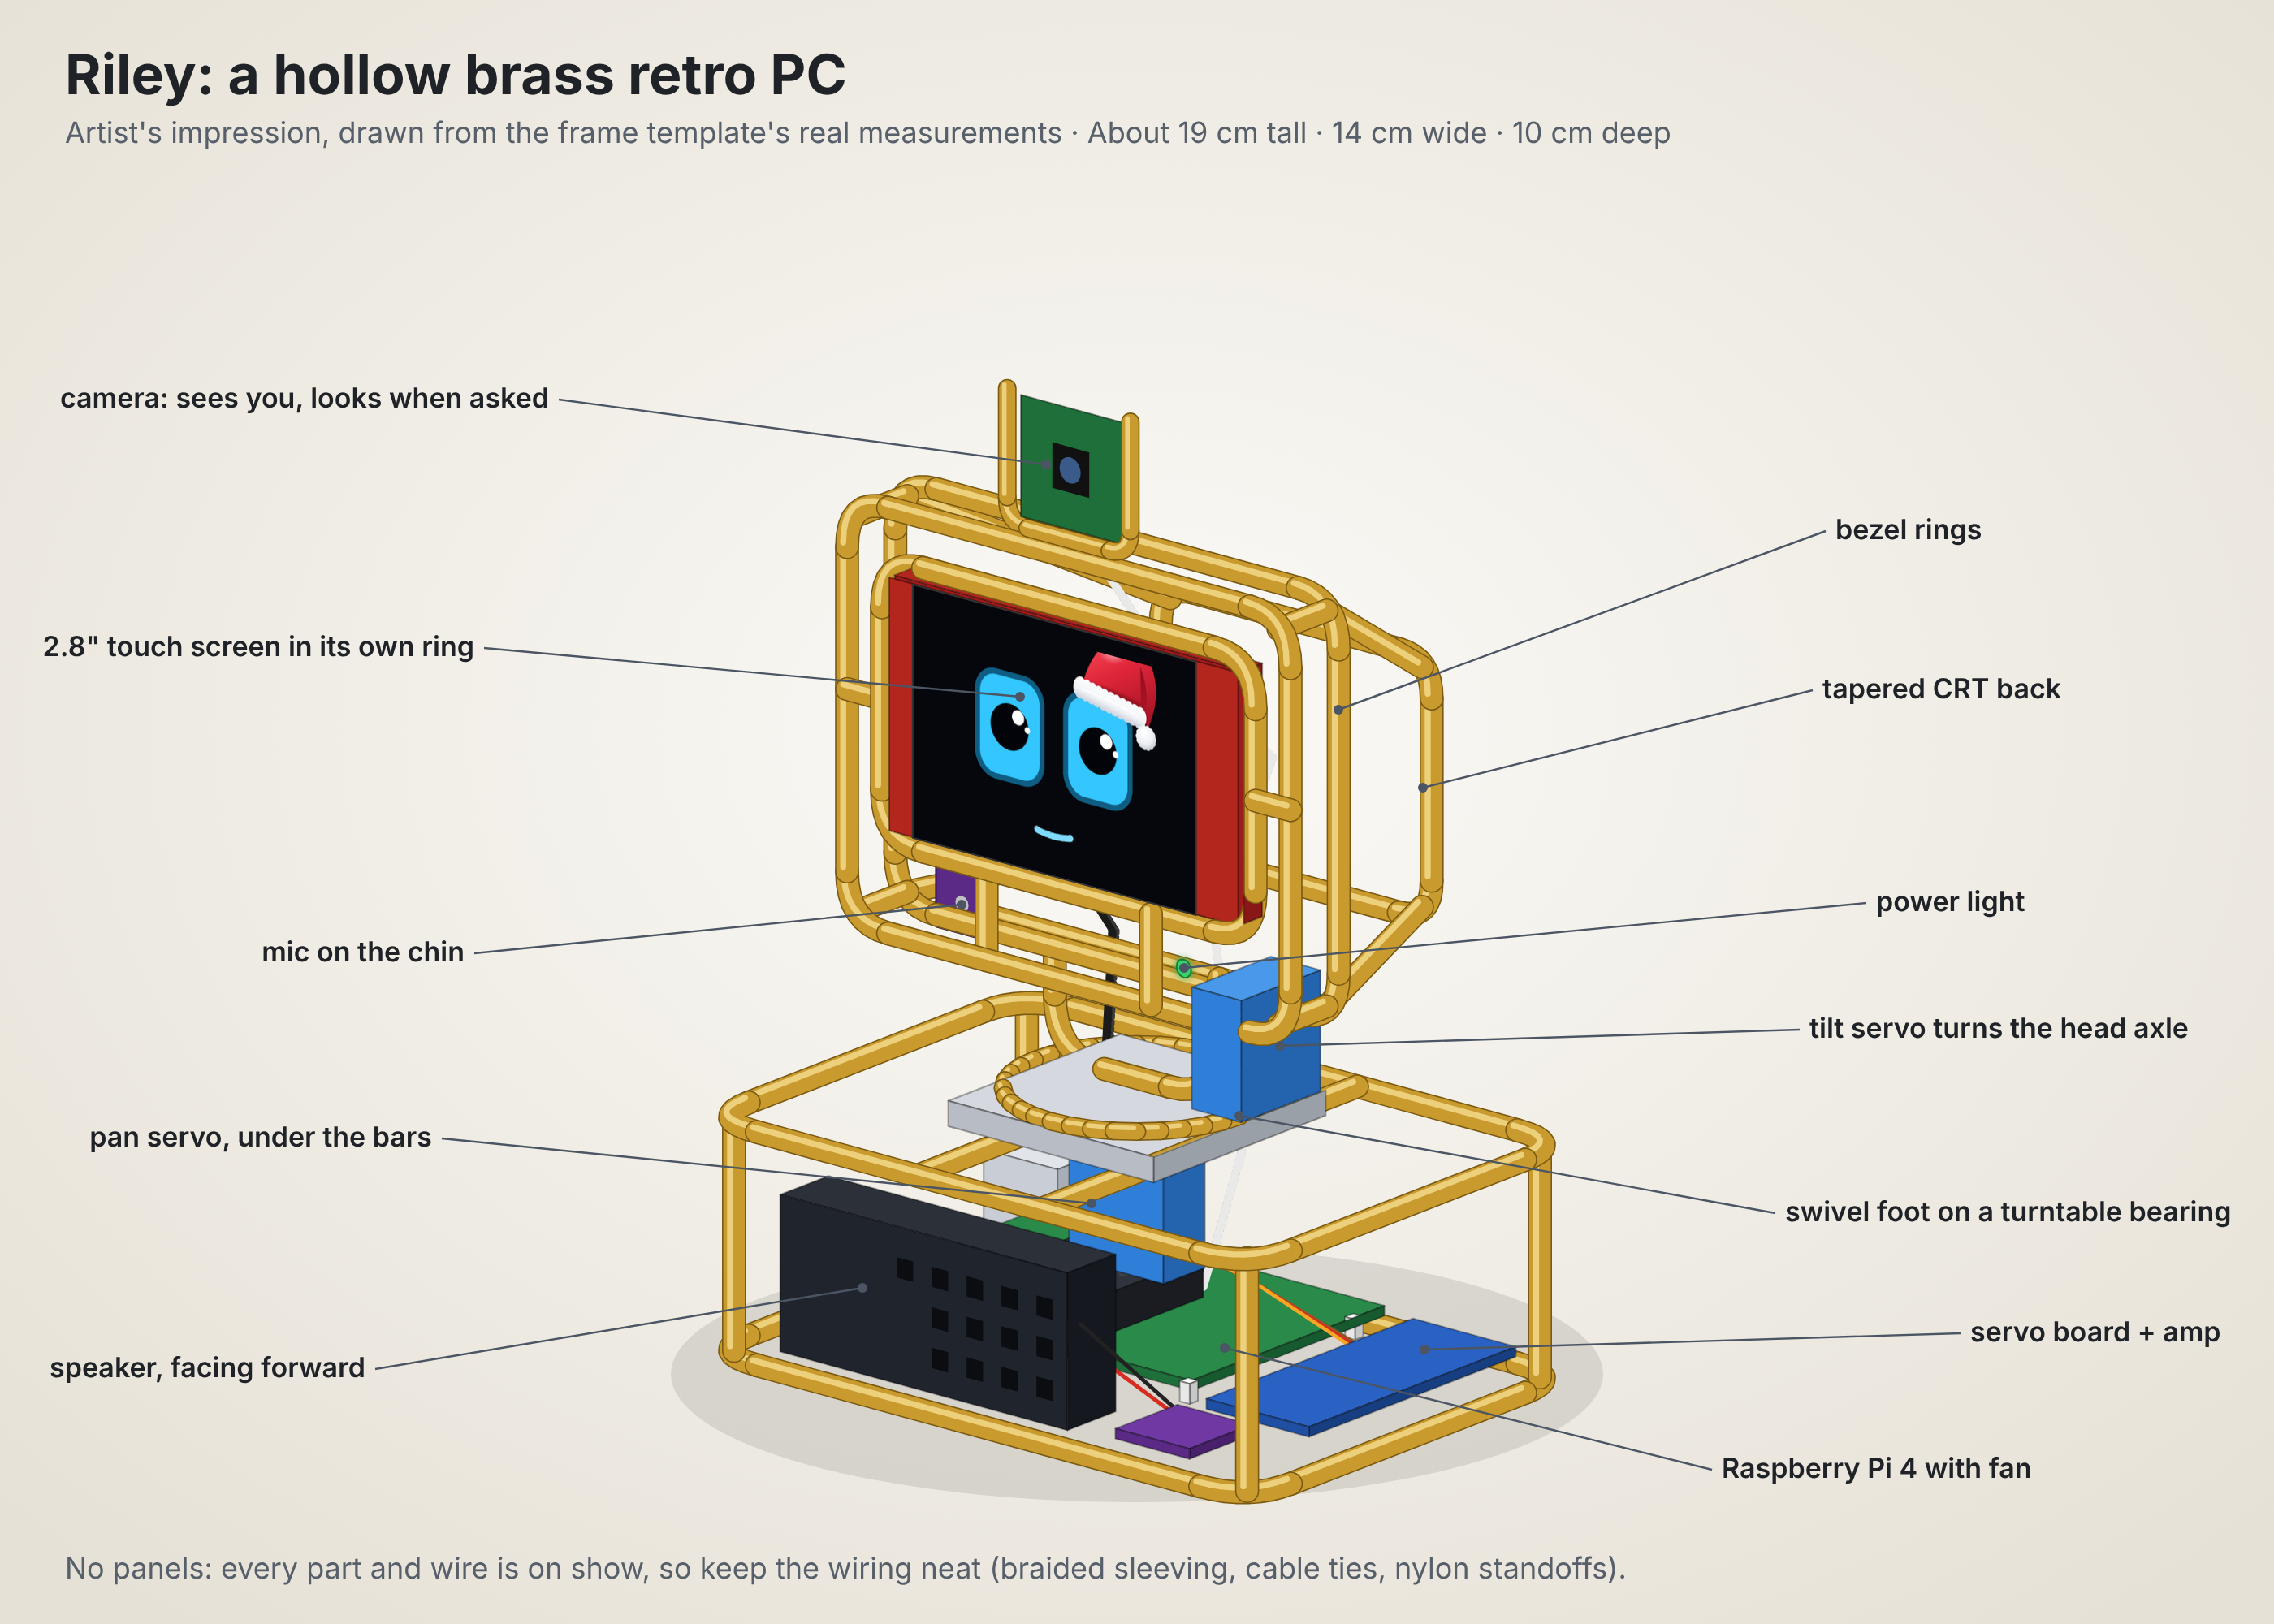 Riley: a hollow brass retro PC
Artist's impression, drawn from the frame template's real measurements · About 19 cm tall · 14 cm wide · 10 cm deep
camera: sees you, looks when asked
bezel rings
2.8" touch screen in its own ring
tapered CRT back
power light
mic on the chin
tilt servo turns the head axle
pan servo, under the bars
swivel foot on a turntable bearing
servo board + amp
speaker, facing forward
Raspberry Pi 4 with fan
No panels: every part and wire is on show, so keep the wiring neat (braided sleeving, cable ties, nylon standoffs).